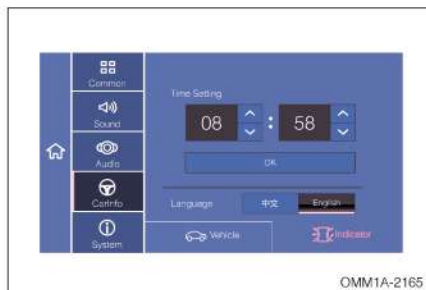 Common
Time Setting
Sound
08 : 58
Audio
OK
CarInfo
Language 中文 English
System
Vehicle
Indicator
OMM1A-2165